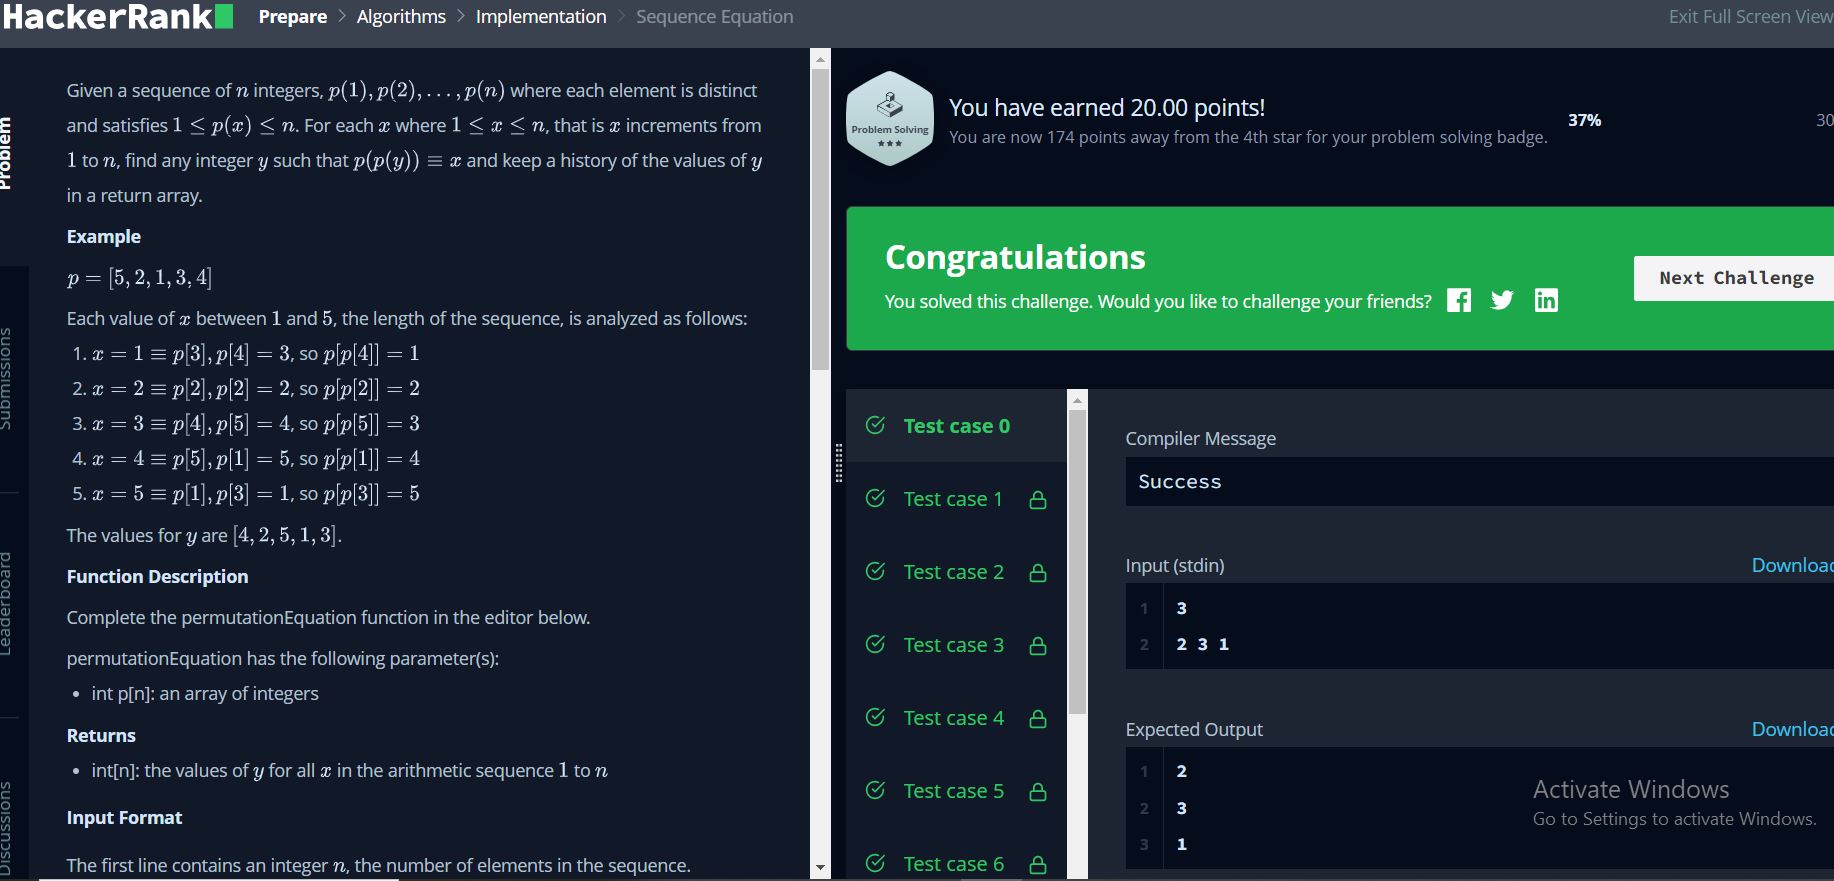 HackerRank
Prepare > Algorithms > Implementation > Sequence Equation
Exit Full Screen View
Problem
Submissions
Leaderboard
Discussions
Given a sequence of n integers, p(1), p(2), . . . , p(n) where each element is distinct
and satisfies 1 ≤ p(x) ≤ n. For each x where 1 ≤ x ≤ n, that is x increments from
1 to n, find any integer y such that p(p(y)) ≡ x and keep a history of the values of y
in a return array.
Example
p = [5, 2, 1, 3, 4]
Each value of x between 1 and 5, the length of the sequence, is analyzed as follows:
1. x = 1 ≡ p[3], p[4] = 3, so p[p[4]] = 1
2. x = 2 ≡ p[2], p[2] = 2, so p[p[2]] = 2
3. x = 3 ≡ p[4], p[5] = 4, so p[p[5]] = 3
4. x = 4 ≡ p[5], p[1] = 5, so p[p[1]] = 4
5. x = 5 ≡ p[1], p[3] = 1, so p[p[3]] = 5
The values for y are [4, 2, 5, 1, 3].
Function Description
Complete the permutationEquation function in the editor below.
permutationEquation has the following parameter(s):
• int p[n]: an array of integers
Returns
• int[n]: the values of y for all x in the arithmetic sequence 1 to n
Input Format
The first line contains an integer n, the number of elements in the sequence.
Problem Solving
You have earned 20.00 points!
You are now 174 points away from the 4th star for your problem solving badge.
37%
30
Congratulations
You solved this challenge. Would you like to challenge your friends?
Next Challenge
Test case 0
Test case 1
Test case 2
Test case 3
Test case 4
Test case 5
Test case 6
Compiler Message
Success
Input (stdin)
Download
1 3
2 2 3 1
Expected Output
Download
1 2
2 3
3 1
Activate Windows
Go to Settings to activate Windows.